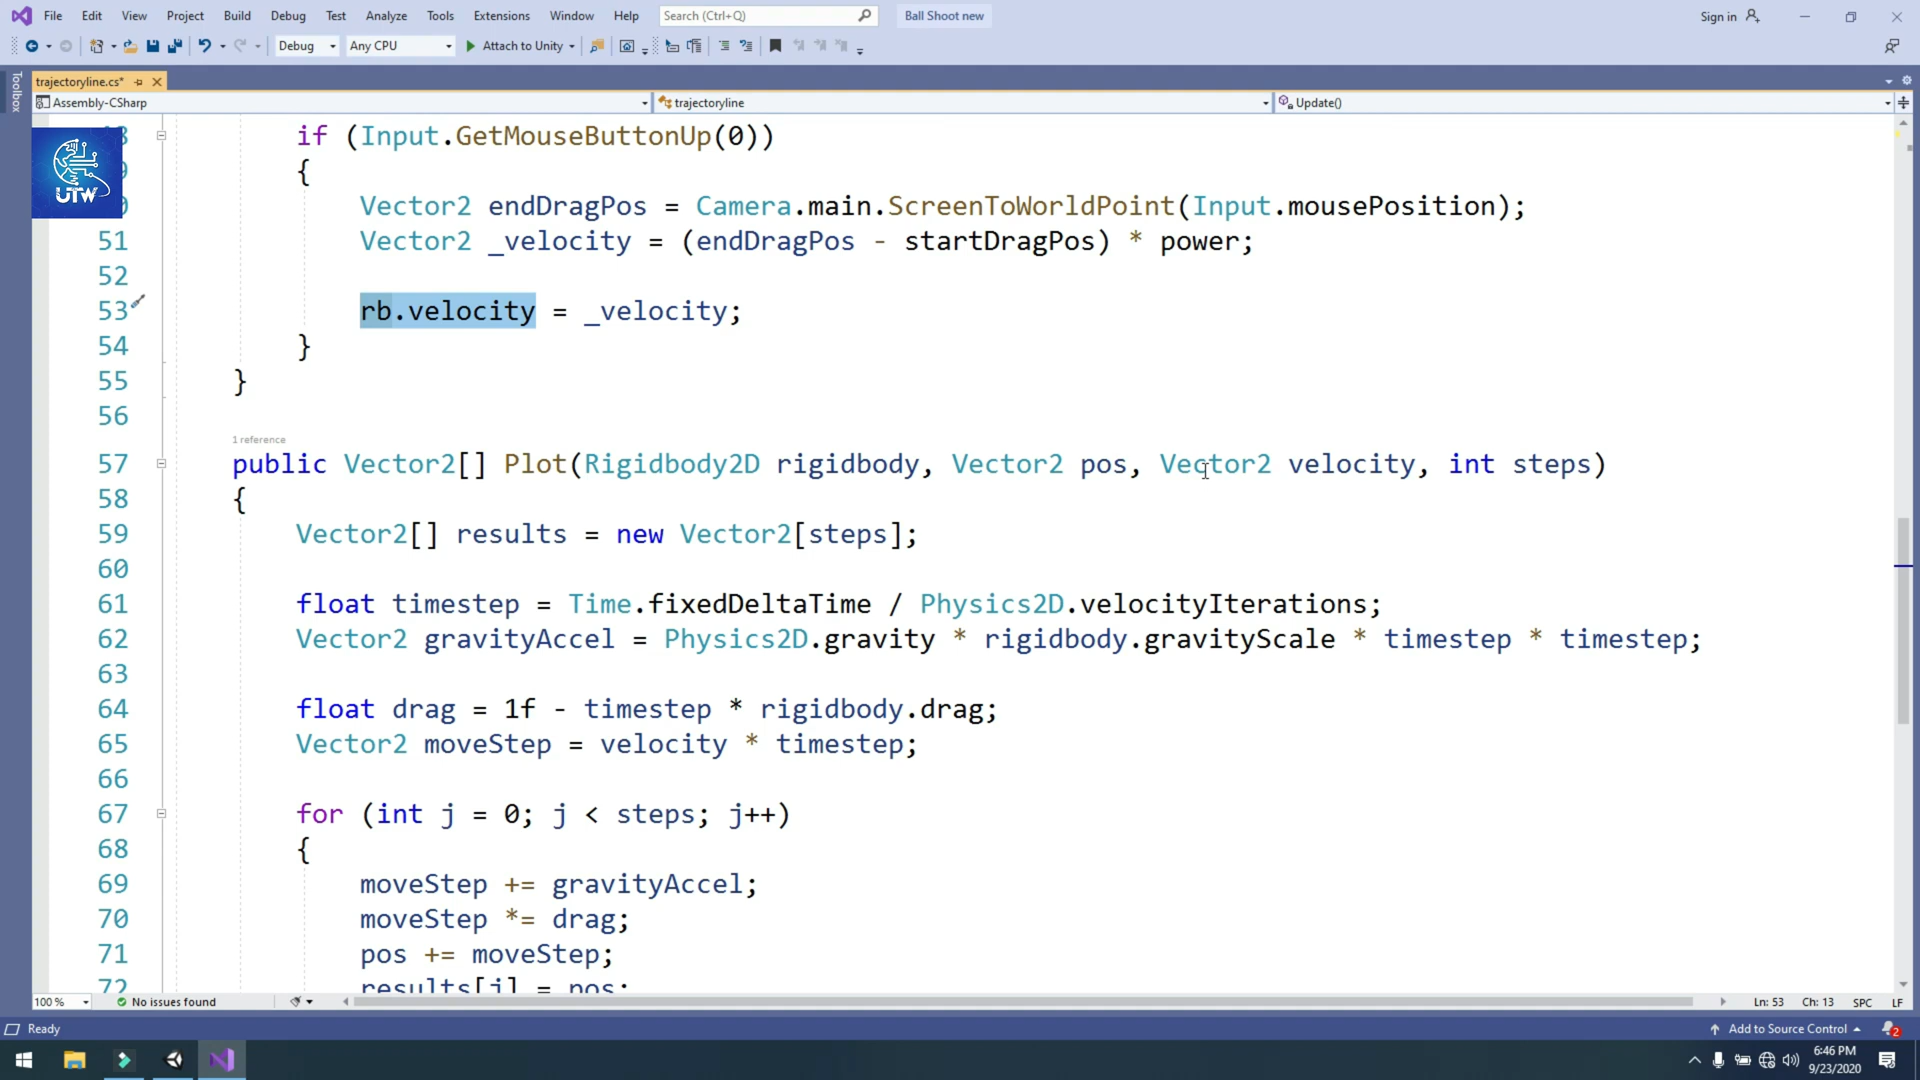 File Edit View Project Build Debug Test Analyze Tools Extensions Window Help Search (Ctrl+Q) Ball Shoot new Sign in
Debug Any CPU Attach to Unity
Toolbox
trajectoryline.cs*
Assembly-CSharp trajectoryline Update()
if (Input.GetMouseButtonUp(0))
{
UTW
Vector2 endDragPos = Camera.main.ScreenToWorldPoint(Input.mousePosition);
51 Vector2 _velocity = (endDragPos - startDragPos) * power;
52
53 rb.velocity = _velocity;
54 }
55 }
56
1 reference
57 public Vector2[] Plot(Rigidbody2D rigidbody, Vector2 pos, Vector2 velocity, int steps)
58 {
59 Vector2[] results = new Vector2[steps];
60
61 float timestep = Time.fixedDeltaTime / Physics2D.velocityIterations;
62 Vector2 gravityAccel = Physics2D.gravity * rigidbody.gravityScale * timestep * timestep;
63
64 float drag = 1f - timestep * rigidbody.drag;
65 Vector2 moveStep = velocity * timestep;
66
67 for (int j = 0; j < steps; j++)
68 {
69 moveStep += gravityAccel;
70 moveStep *= drag;
71 pos += moveStep;
72 results[j] = pos;
100 % No issues found Ln: 53 Ch: 13 SPC LF
Ready Add to Source Control 2
6:46 PM
9/23/2020